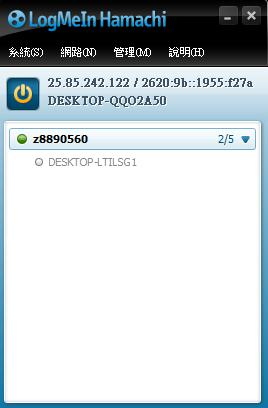 LogMeIn Hamachi
系統(S) 網路(N) 管理(M) 說明(H)
25.85.242.122 / 2620:9b::1955:f27a
DESKTOP-QQO2A50
z8890560 2/5
DESKTOP-LTILSG1